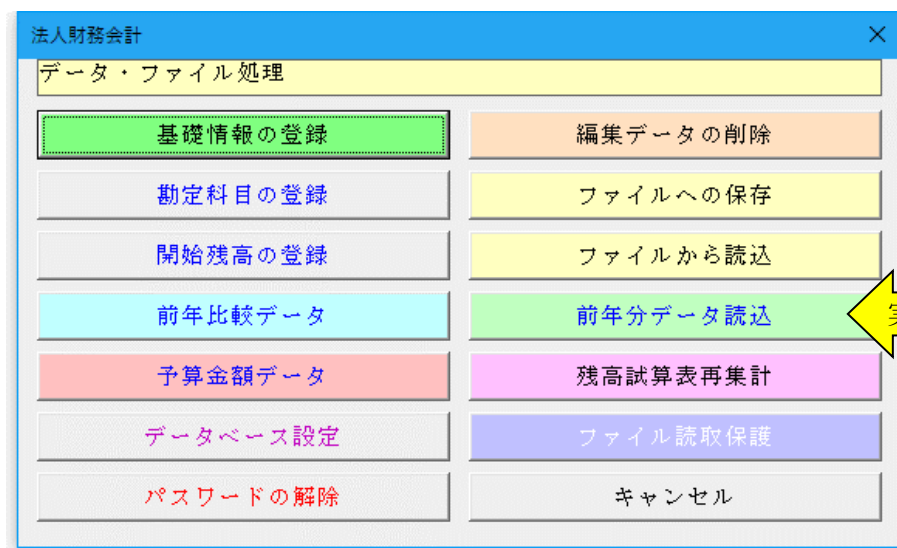 法人財務会計
データ・ファイル処理
基礎情報の登録
編集データの削除
勘定科目の登録
ファイルへの保存
開始残高の登録
ファイルから読込
前年比較データ
前年分データ読込
予算金額データ
残高試算表再集計
データベース設定
ファイル読取保護
パスワードの解除
キャンセル